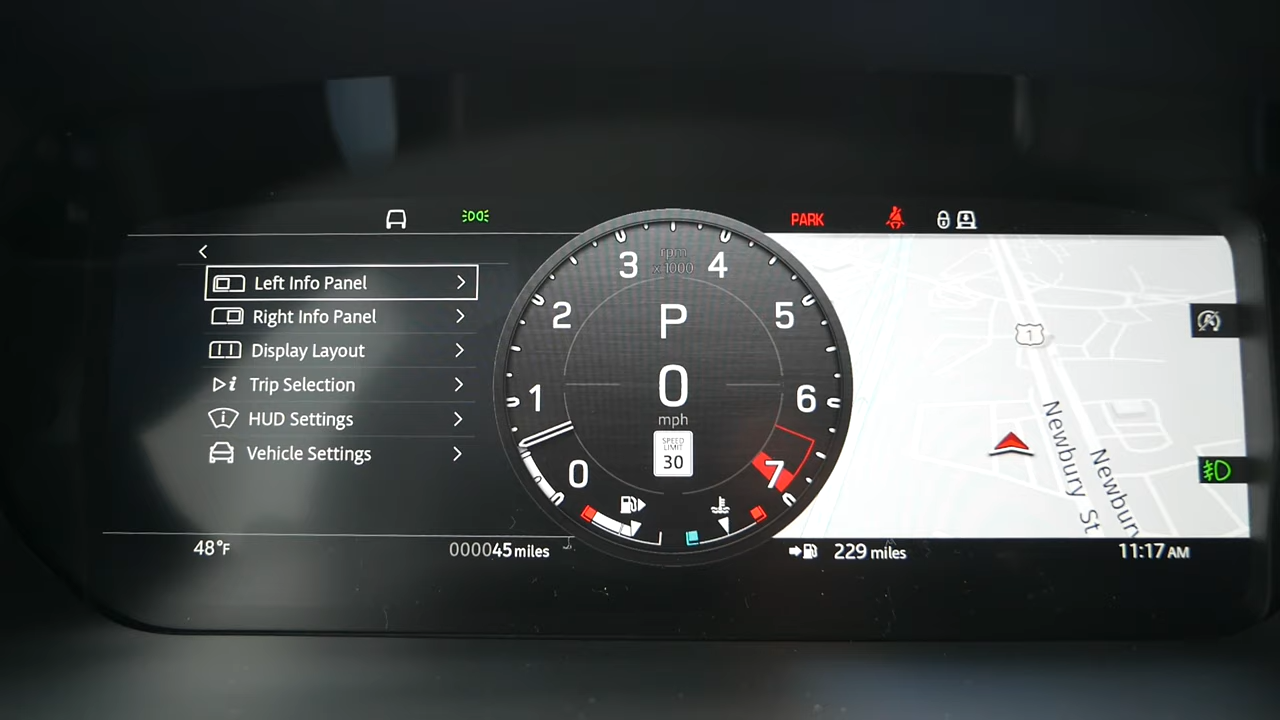 PARK
Left Info Panel
Right Info Panel
Display Layout
Trip Selection
HUD Settings
Vehicle Settings
rpm
x 1000
0
1
2
3
4
5
6
7
P
0
mph
SPEED
LIMIT
30
1
Newbury St
Newbury
48°F
000045 miles
229 miles
11:17 AM